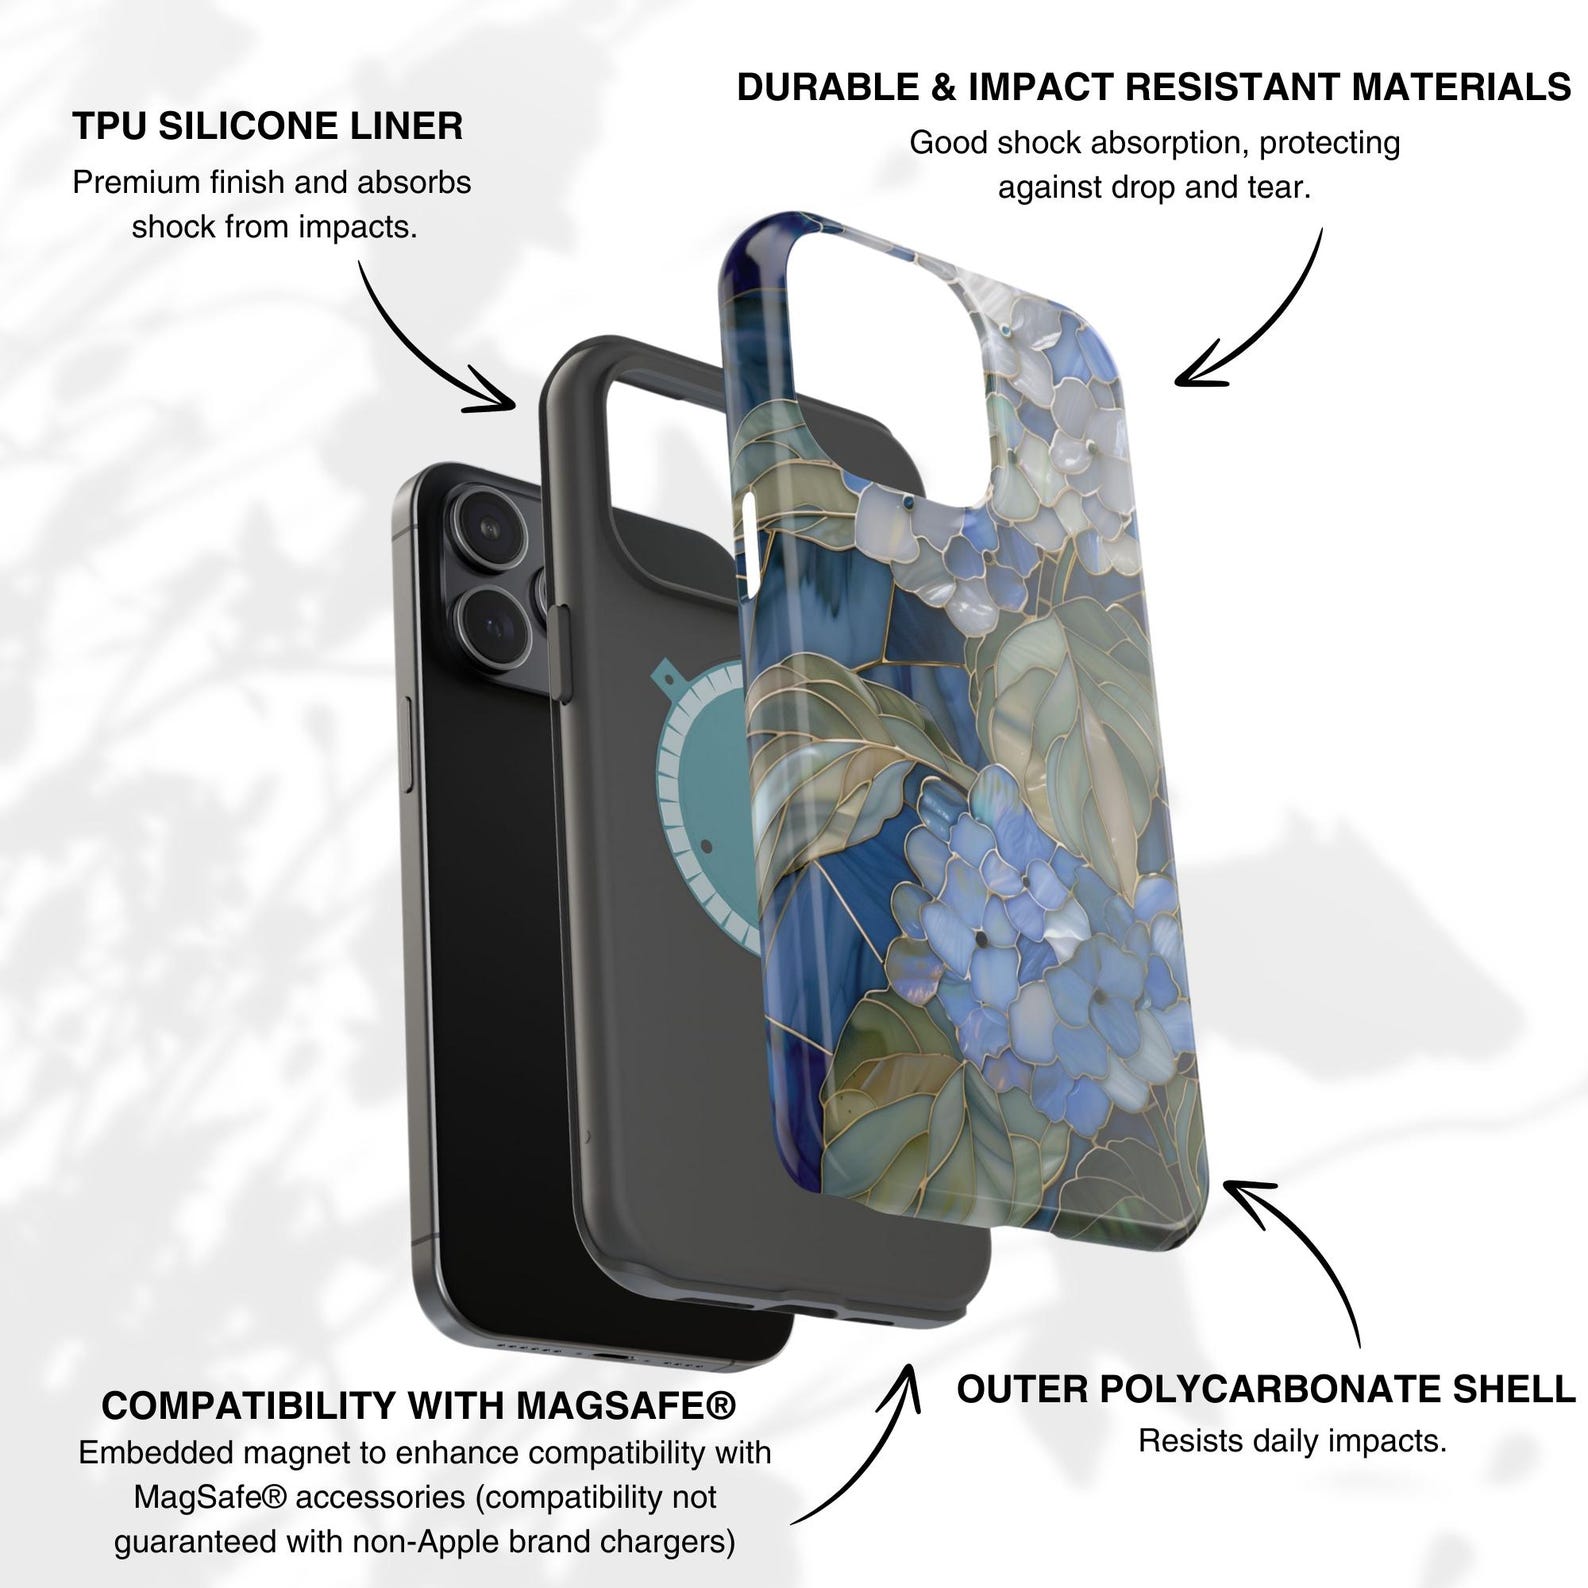 TPU SILICONE LINER
Premium finish and absorbs
shock from impacts.
DURABLE & IMPACT RESISTANT MATERIALS
Good shock absorption, protecting
against drop and tear.
COMPATIBILITY WITH MAGSAFE®
Embedded magnet to enhance compatibility with
MagSafe® accessories (compatibility not
guaranteed with non-Apple brand chargers)
OUTER POLYCARBONATE SHELL
Resists daily impacts.